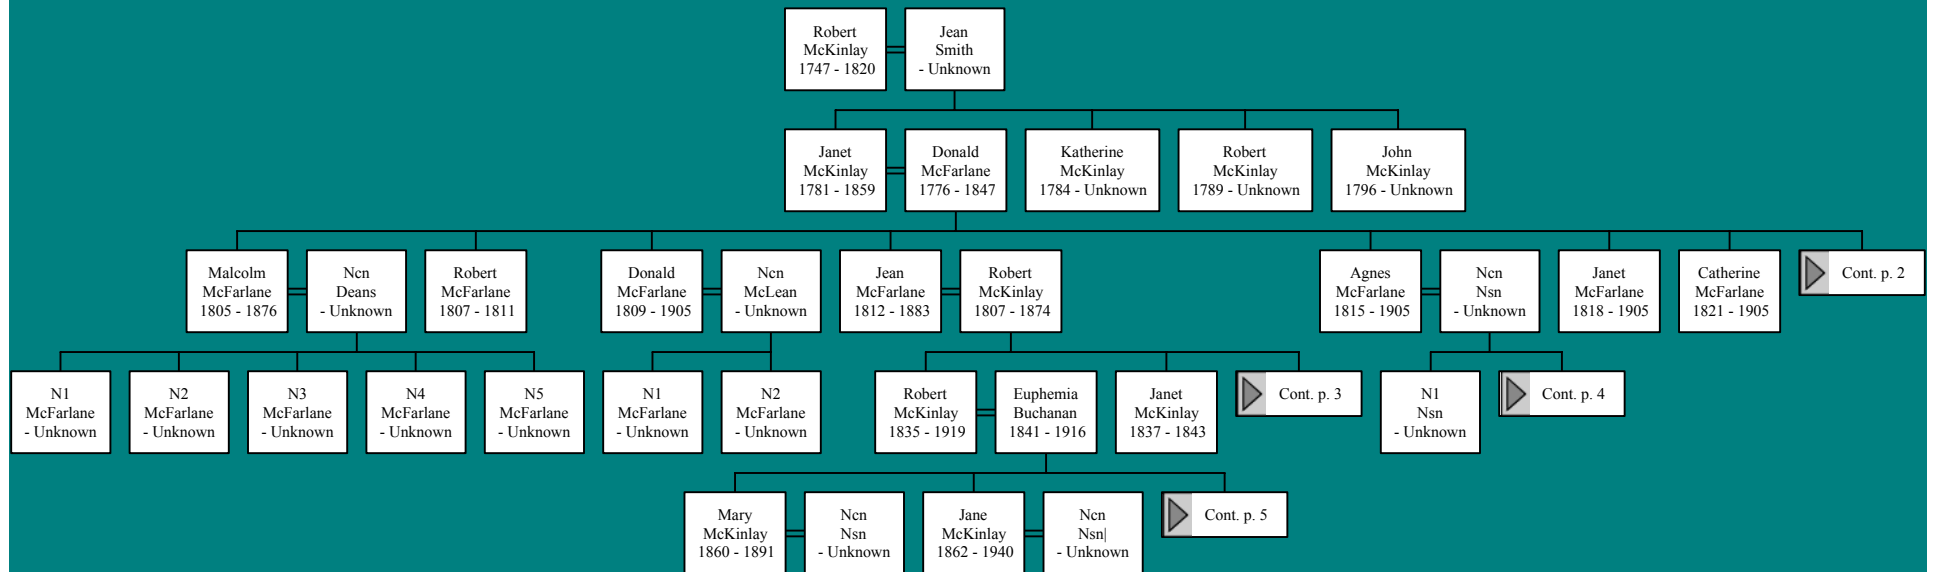 Robert
McKinlay
1747 - 1820
Jean
Smith
- Unknown
Janet
McKinlay
1781 - 1859
Donald
McFarlane
1776 - 1847
Katherine
McKinlay
1784 - Unknown
Robert
McKinlay
1789 - Unknown
John
McKinlay
1796 - Unknown
Malcolm
McFarlane
1805 - 1876
Ncn
Deans
- Unknown
Robert
McFarlane
1807 - 1811
Donald
McFarlane
1809 - 1905
Ncn
McLean
- Unknown
Jean
McFarlane
1812 - 1883
Robert
McKinlay
1807 - 1874
Agnes
McFarlane
1815 - 1905
Ncn
Nsn
- Unknown
Janet
McFarlane
1818 - 1905
Catherine
McFarlane
1821 - 1905
Cont. p. 2
N1
McFarlane
- Unknown
N2
McFarlane
- Unknown
N3
McFarlane
- Unknown
N4
McFarlane
- Unknown
N5
McFarlane
- Unknown
N1
McFarlane
- Unknown
N2
McFarlane
- Unknown
Robert
McKinlay
1835 - 1919
Euphemia
Buchanan
1841 - 1916
Janet
McKinlay
1837 - 1843
Cont. p. 3
N1
Nsn
- Unknown
Cont. p. 4
Mary
McKinlay
1860 - 1891
Ncn
Nsn
- Unknown
Jane
McKinlay
1862 - 1940
Ncn
Nsn|
- Unknown
Cont. p. 5